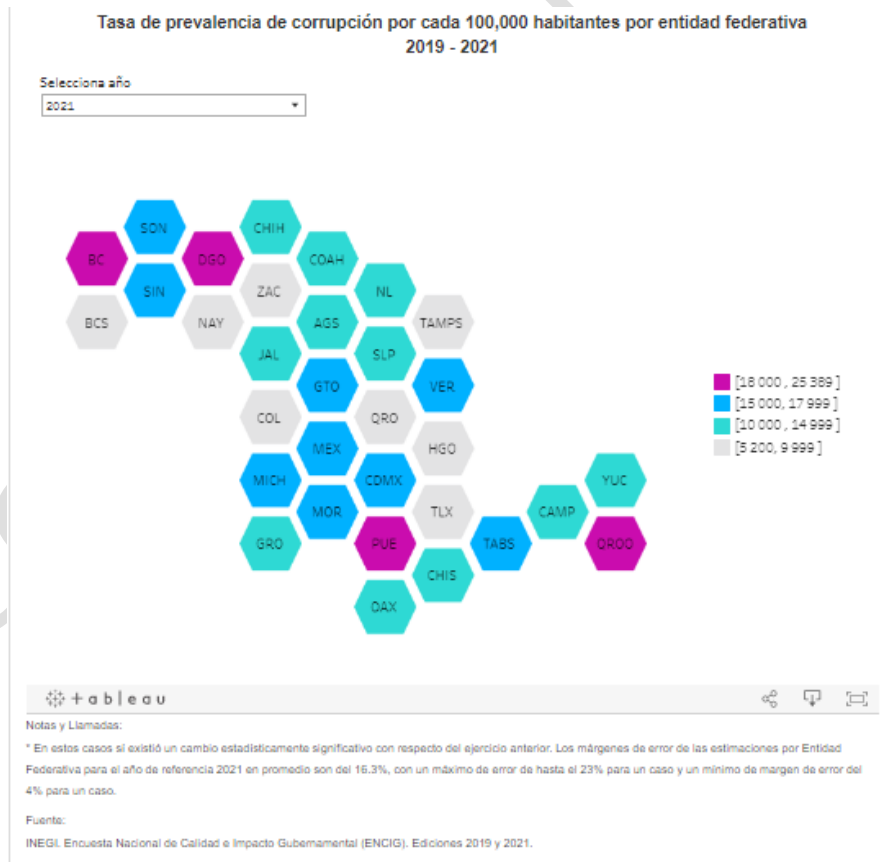 Tasa de prevalencia de corrupción por cada 100,000 habitantes por entidad federativa
2019 - 2021
Selecciona año
2021
SON
CHIH
BC
DGO
COAH
SIN
ZAC
NL
BCS
NAY
AGS
TAMPS
JAL
SLP
GTO
VER
[18 000 , 25 389 ]
[15 000, 17 999 ]
[10 000 , 14 999 ]
[5 200, 9 999 ]
COL
QRO
MEX
HGO
MICH
CDMX
YUC
MOR
TLX
CAMP
GRO
PUE
TABS
QROO
CHIS
OAX
+ a b | e a u
Notas y Llamadas:
* En estos casos sí existió un cambio estadísticamente significativo con respecto del ejercicio anterior. Los márgenes de error de las estimaciones por Entidad
Federativa para el año de referencia 2021 en promedio son del 16.3%, con un máximo de error de hasta el 23% para un caso y un mínimo de margen de error del
4% para un caso.
Fuente:
INEGI. Encuesta Nacional de Calidad e Impacto Gubernamental (ENCIG). Ediciones 2019 y 2021.